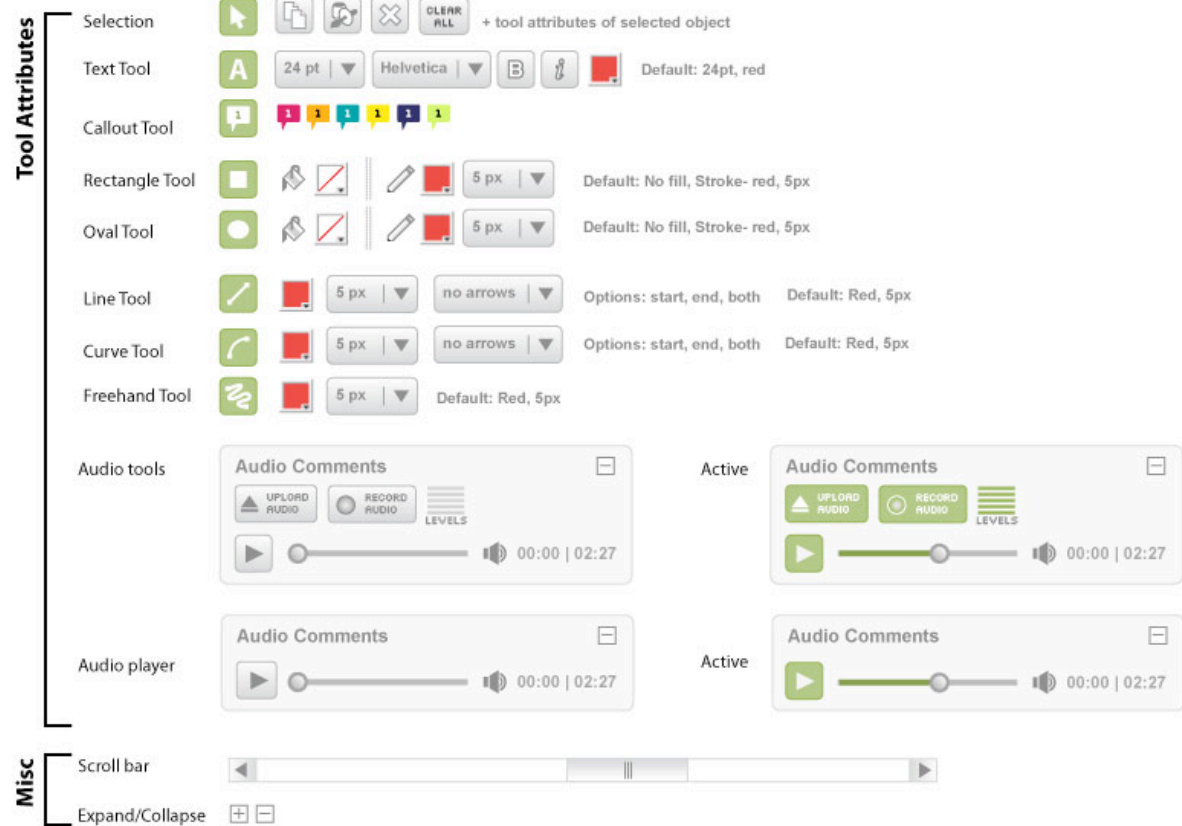 Tool Attributes
Selection CLEAR ALL + tool attributes of selected object
Text Tool A 24 pt Helvetica B i Default: 24pt, red
Callout Tool 1 1 1 1 1 1 1
Rectangle Tool 5 px Default: No fill, Stroke- red, 5px
Oval Tool 5 px Default: No fill, Stroke- red, 5px
Line Tool 5 px no arrows Options: start, end, both Default: Red, 5px
Curve Tool 5 px no arrows Options: start, end, both Default: Red, 5px
Freehand Tool 5 px Default: Red, 5px
Audio tools
Audio Comments
UPLOAD AUDIO RECORD AUDIO LEVELS
00:00 | 02:27
Active
Audio Comments
UPLOAD AUDIO RECORD AUDIO LEVELS
00:00 | 02:27
Audio player
Audio Comments
00:00 | 02:27
Active
Audio Comments
00:00 | 02:27
Misc
Scroll bar
Expand/Collapse